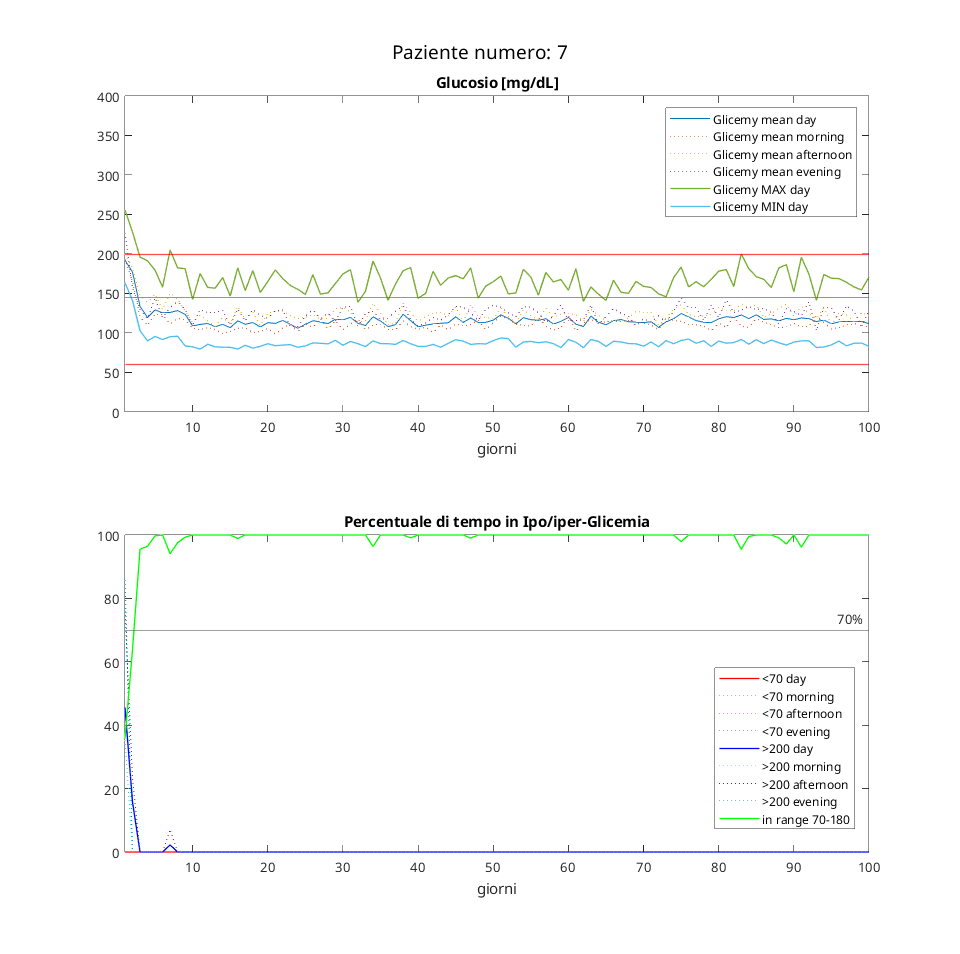 Paziente numero: 7
Glucosio [mg/dL]
400
350
300
250
200
150
100
50
0
Glicemy mean day
Glicemy mean morning
Glicemy mean afternoon
Glicemy mean evening
Glicemy MAX day
Glicemy MIN day
10 20 30 40 50 60 70 80 90 100
giorni
Percentuale di tempo in Ipo/iper-Glicemia
100
80
60
40
20
0
70%
<70 day
<70 morning
<70 afternoon
<70 evening
>200 day
>200 morning
>200 afternoon
>200 evening
in range 70-180
10 20 30 40 50 60 70 80 90 100
giorni